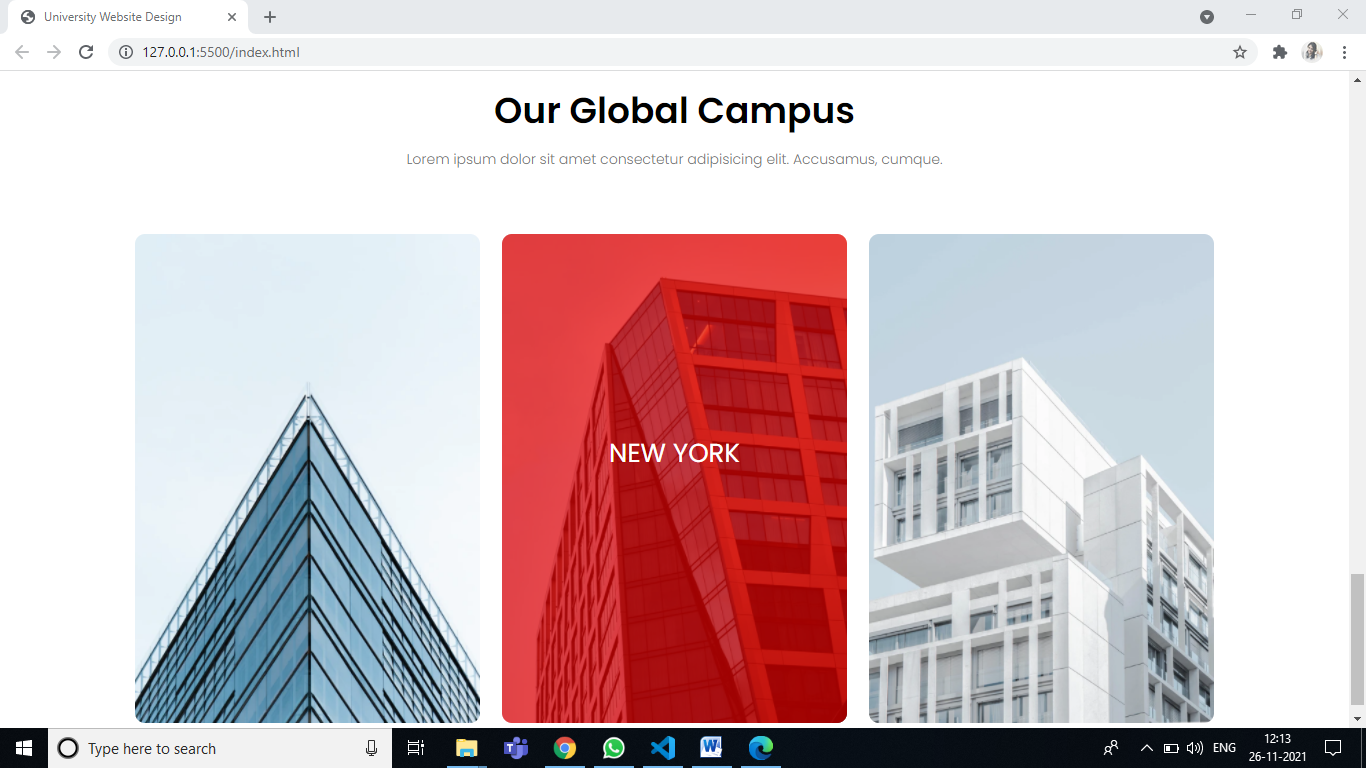 University Website Design
127.0.0.1:5500/index.html
Our Global Campus
Lorem ipsum dolor sit amet consectetur adipisicing elit. Accusamus, cumque.
NEW YORK
Type here to search
ENG
12:13
26-11-2021